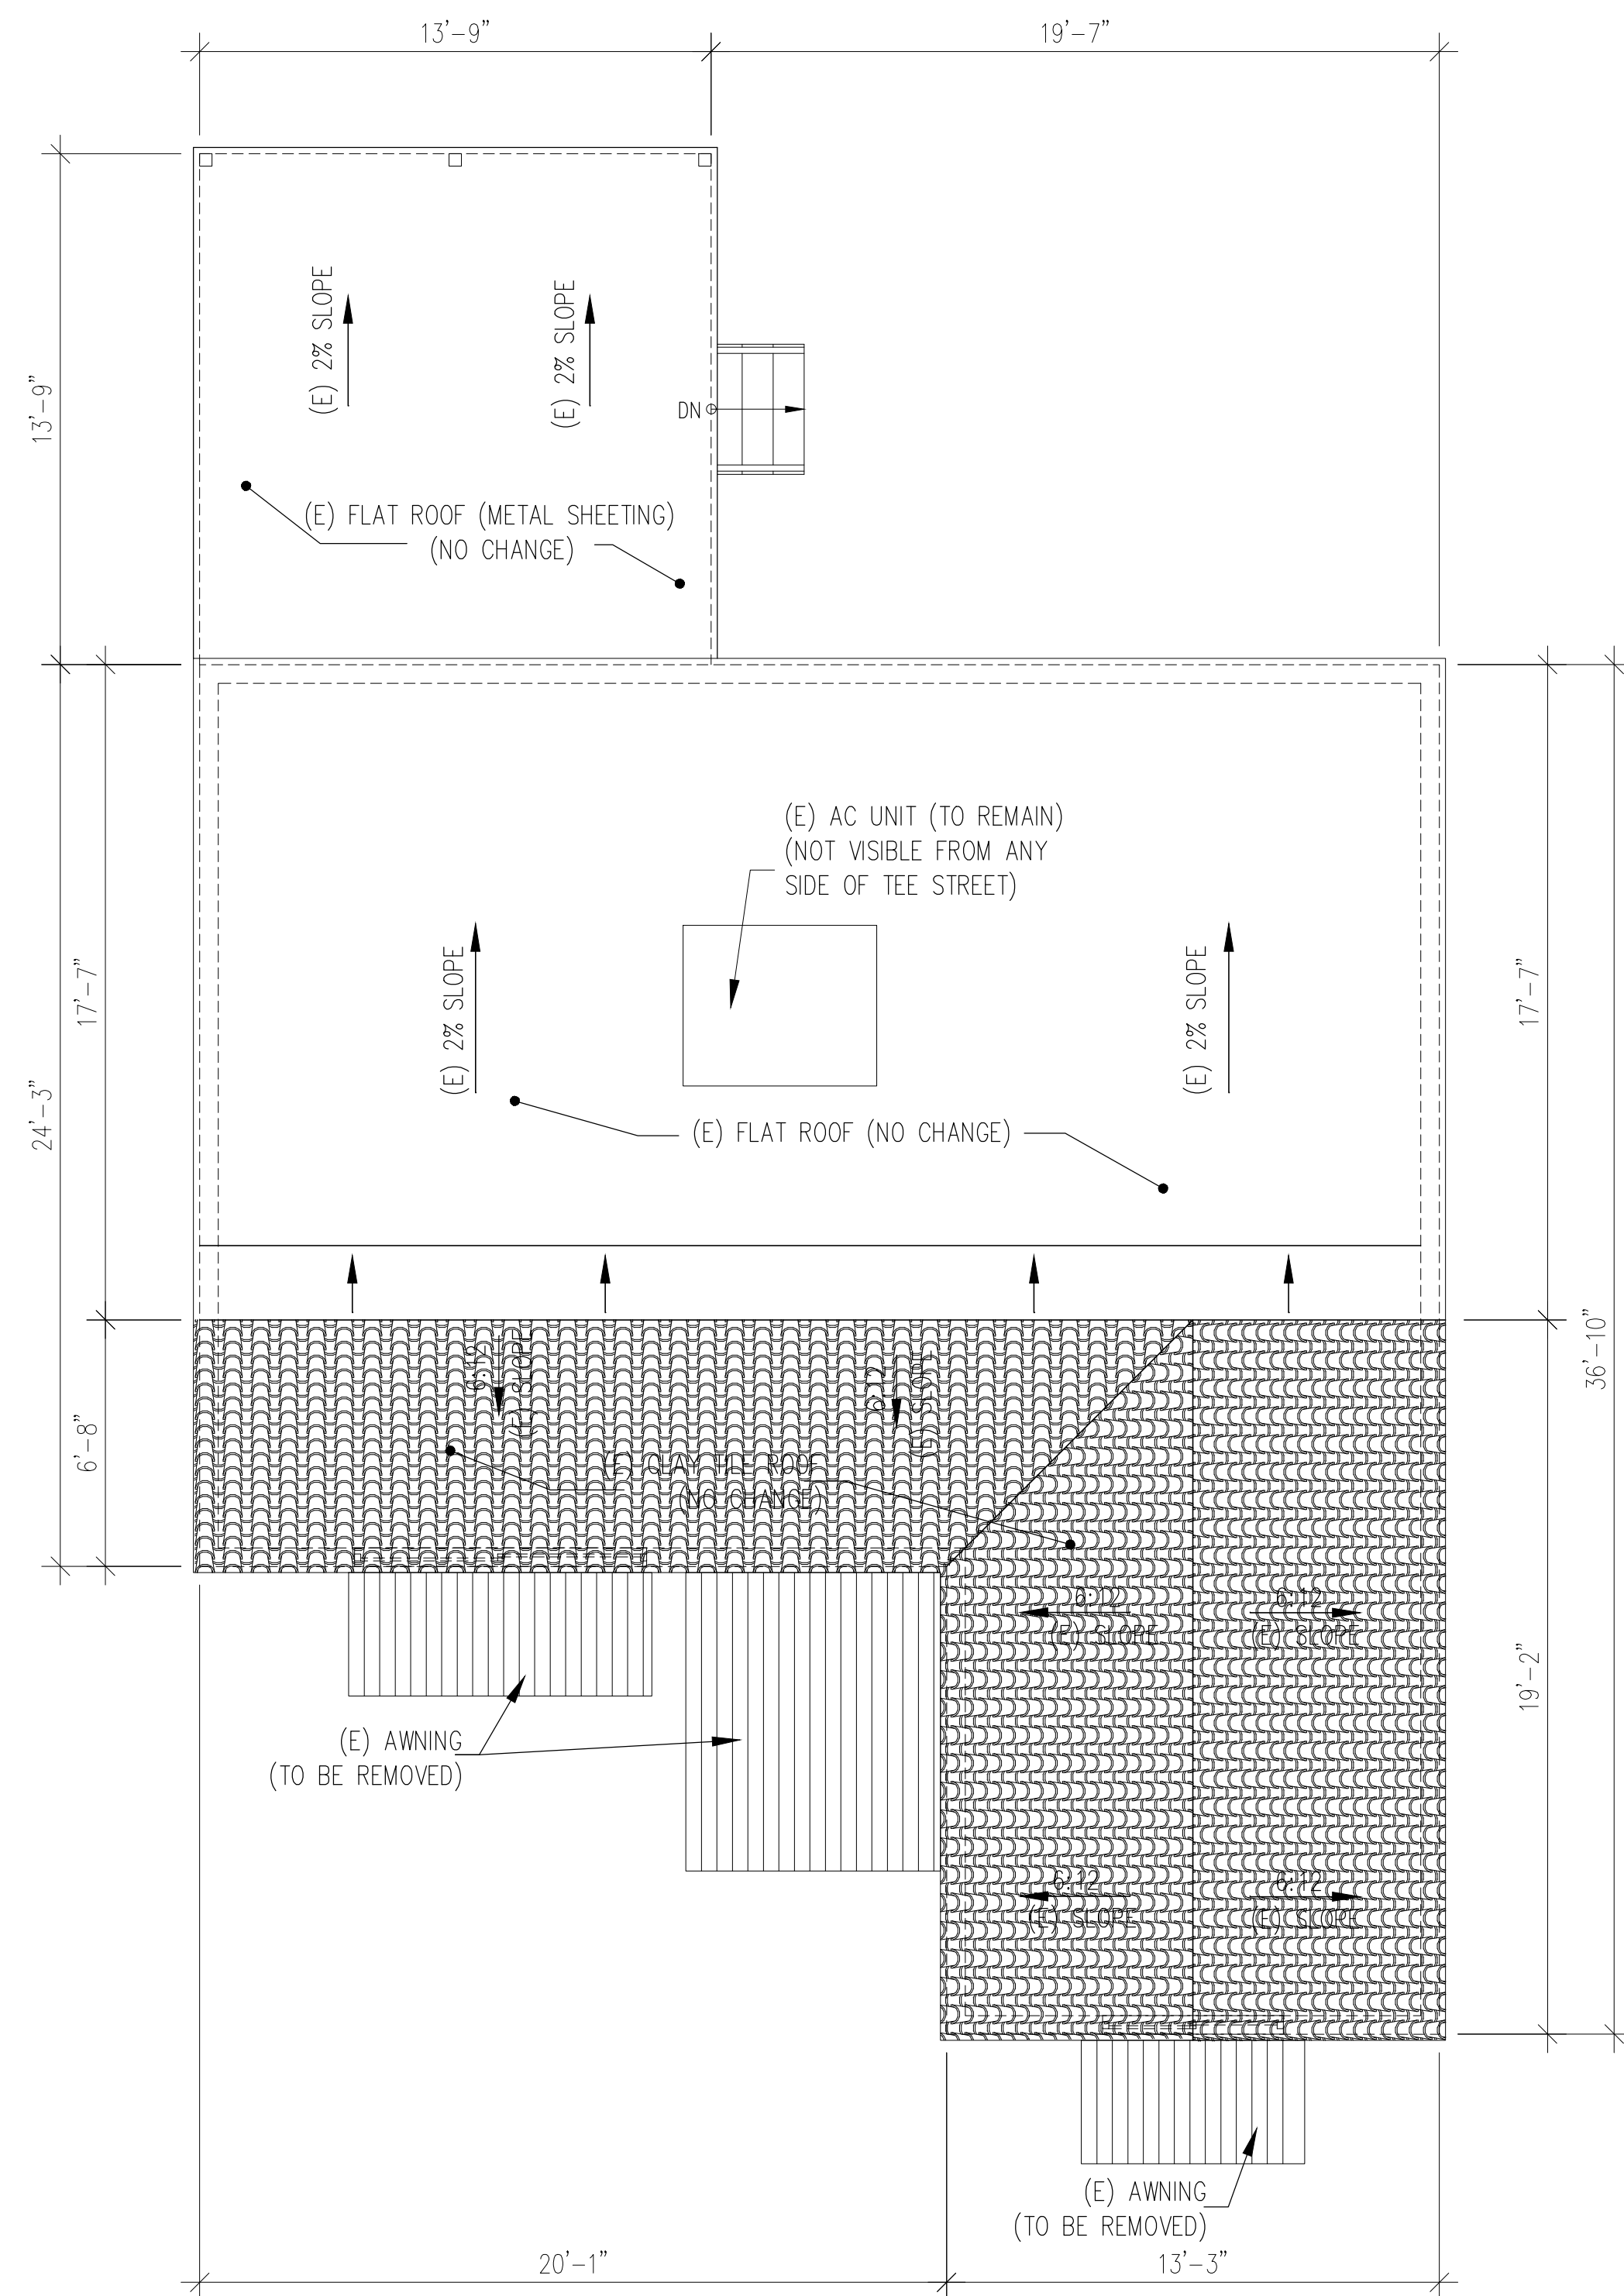 13'-9"
19'-7"
(E) 2% SLOPE
(E) 2% SLOPE
13'-9"
DN
(E) FLAT ROOF (METAL SHEETING)
(NO CHANGE)
(E) AC UNIT (TO REMAIN)
(NOT VISIBLE FROM ANY
SIDE OF TEE STREET)
17'-7"
(E) 2% SLOPE
(E) 2% SLOPE
17'-7"
24'-3"
(E) FLAT ROOF (NO CHANGE)
36'-10"
6:12
(E) SLOPE
6:12
(E) SLOPE
6'-8"
(E) CLAY TILE ROOF
(NO CHANGE)
6:12
(E) SLOPE
6:12
(E) SLOPE
19'-2"
(E) AWNING
(TO BE REMOVED)
6:12
(E) SLOPE
6:12
(E) SLOPE
(E) AWNING
(TO BE REMOVED)
20'-1"
13'-3"